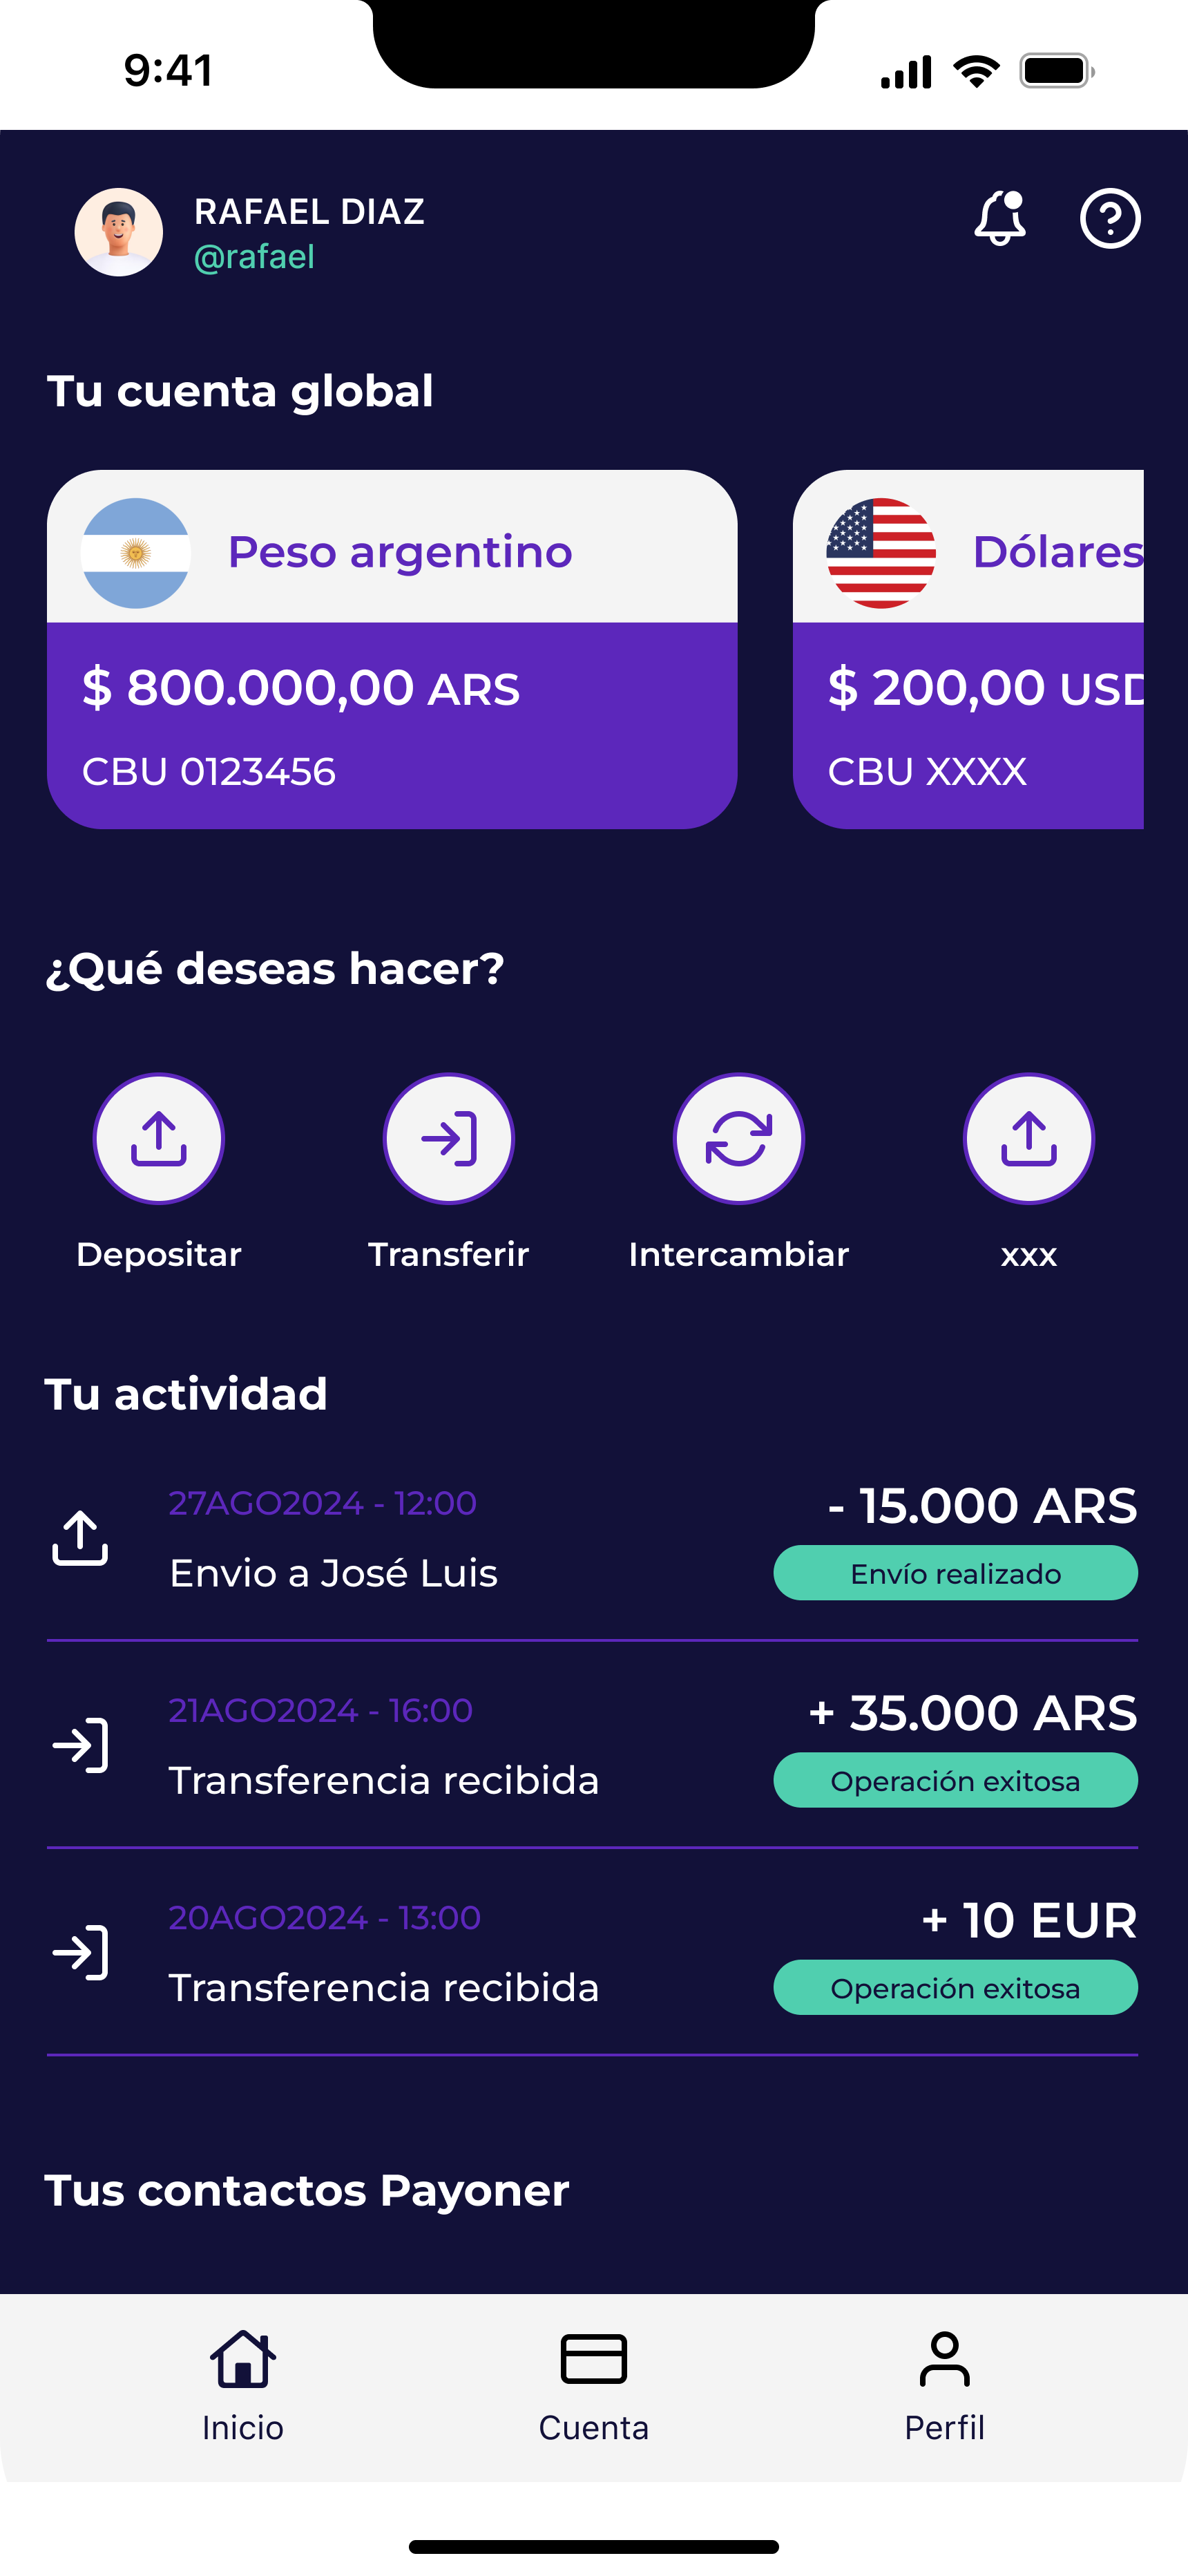 9:41
RAFAEL DIAZ
@rafael
Tu cuenta global
Peso argentino
$ 800.000,00 ARS
CBU 0123456
Dólares
$ 200,00 USD
CBU XXXX
¿Qué deseas hacer?
Depositar
Transferir
Intercambiar
xxx
Tu actividad
27AGO2024 - 12:00
- 15.000 ARS
Envio a José Luis
Envío realizado
21AGO2024 - 16:00
+ 35.000 ARS
Transferencia recibida
Operación exitosa
20AGO2024 - 13:00
+ 10 EUR
Transferencia recibida
Operación exitosa
Tus contactos Payoner
Inicio
Cuenta
Perfil